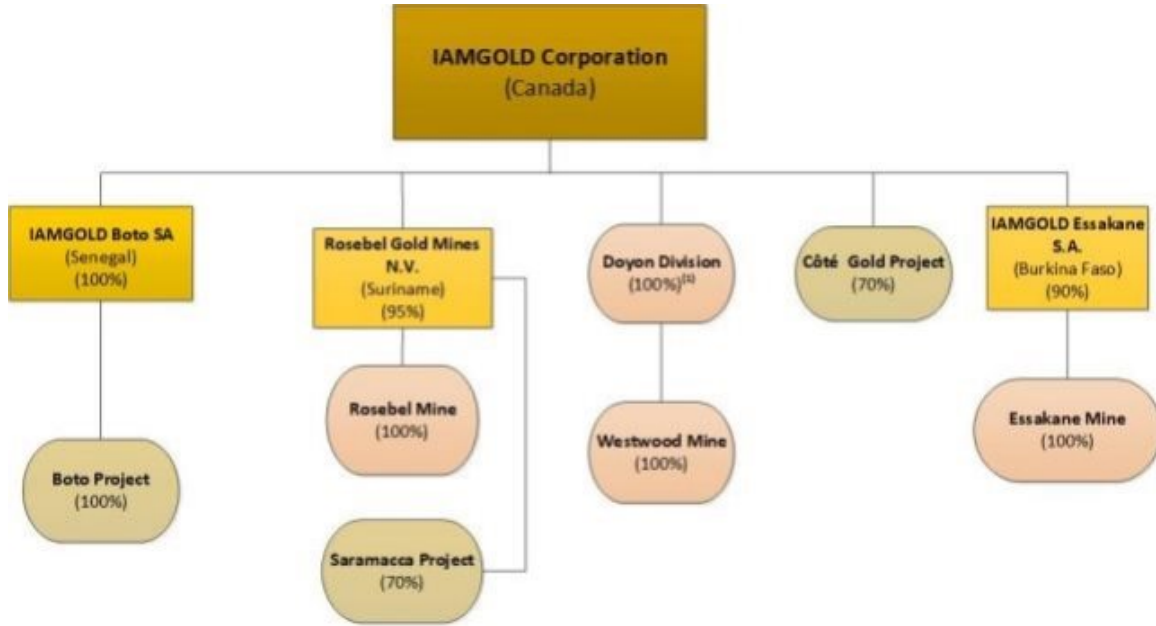 IAMGOLD Corporation
(Canada)
IAMGOLD Boto SA
(Senegal)
(100%)
Rosebel Gold Mines
N.V.
(Suriname)
(95%)
Doyon Division
(100%)(1)
Côté Gold Project
(70%)
IAMGOLD Essakane
S.A.
(Burkina Faso)
(90%)
Rosebel Mine
(100%)
Westwood Mine
(100%)
Essakane Mine
(100%)
Boto Project
(100%)
Saramacca Project
(70%)